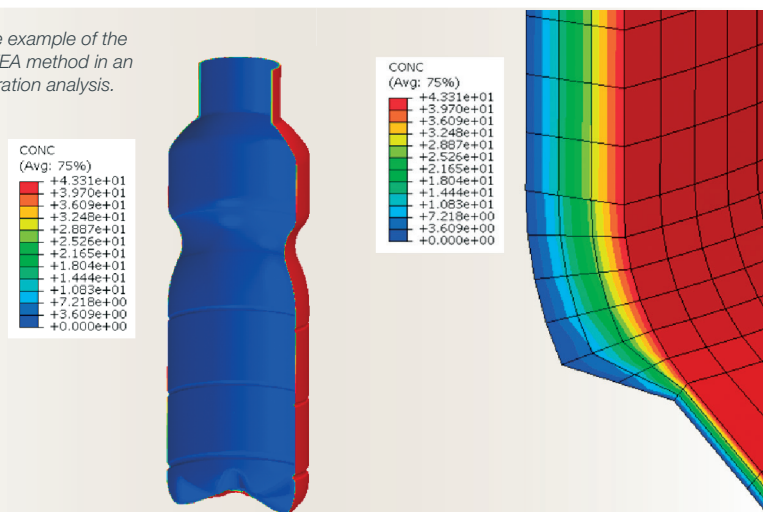 e example of the
EA method in an
ration analysis.
CONC
(Avg: 75%)
+4.331e+01
+3.970e+01
+3.609e+01
+3.248e+01
+2.887e+01
+2.526e+01
+2.165e+01
+1.804e+01
+1.444e+01
+1.083e+01
+7.218e+00
+3.609e+00
+0.000e+00
CONC
(Avg: 75%)
+4.331e+01
+3.970e+01
+3.609e+01
+3.248e+01
+2.887e+01
+2.526e+01
+2.165e+01
+1.804e+01
+1.444e+01
+1.083e+01
+7.218e+00
+3.609e+00
+0.000e+00